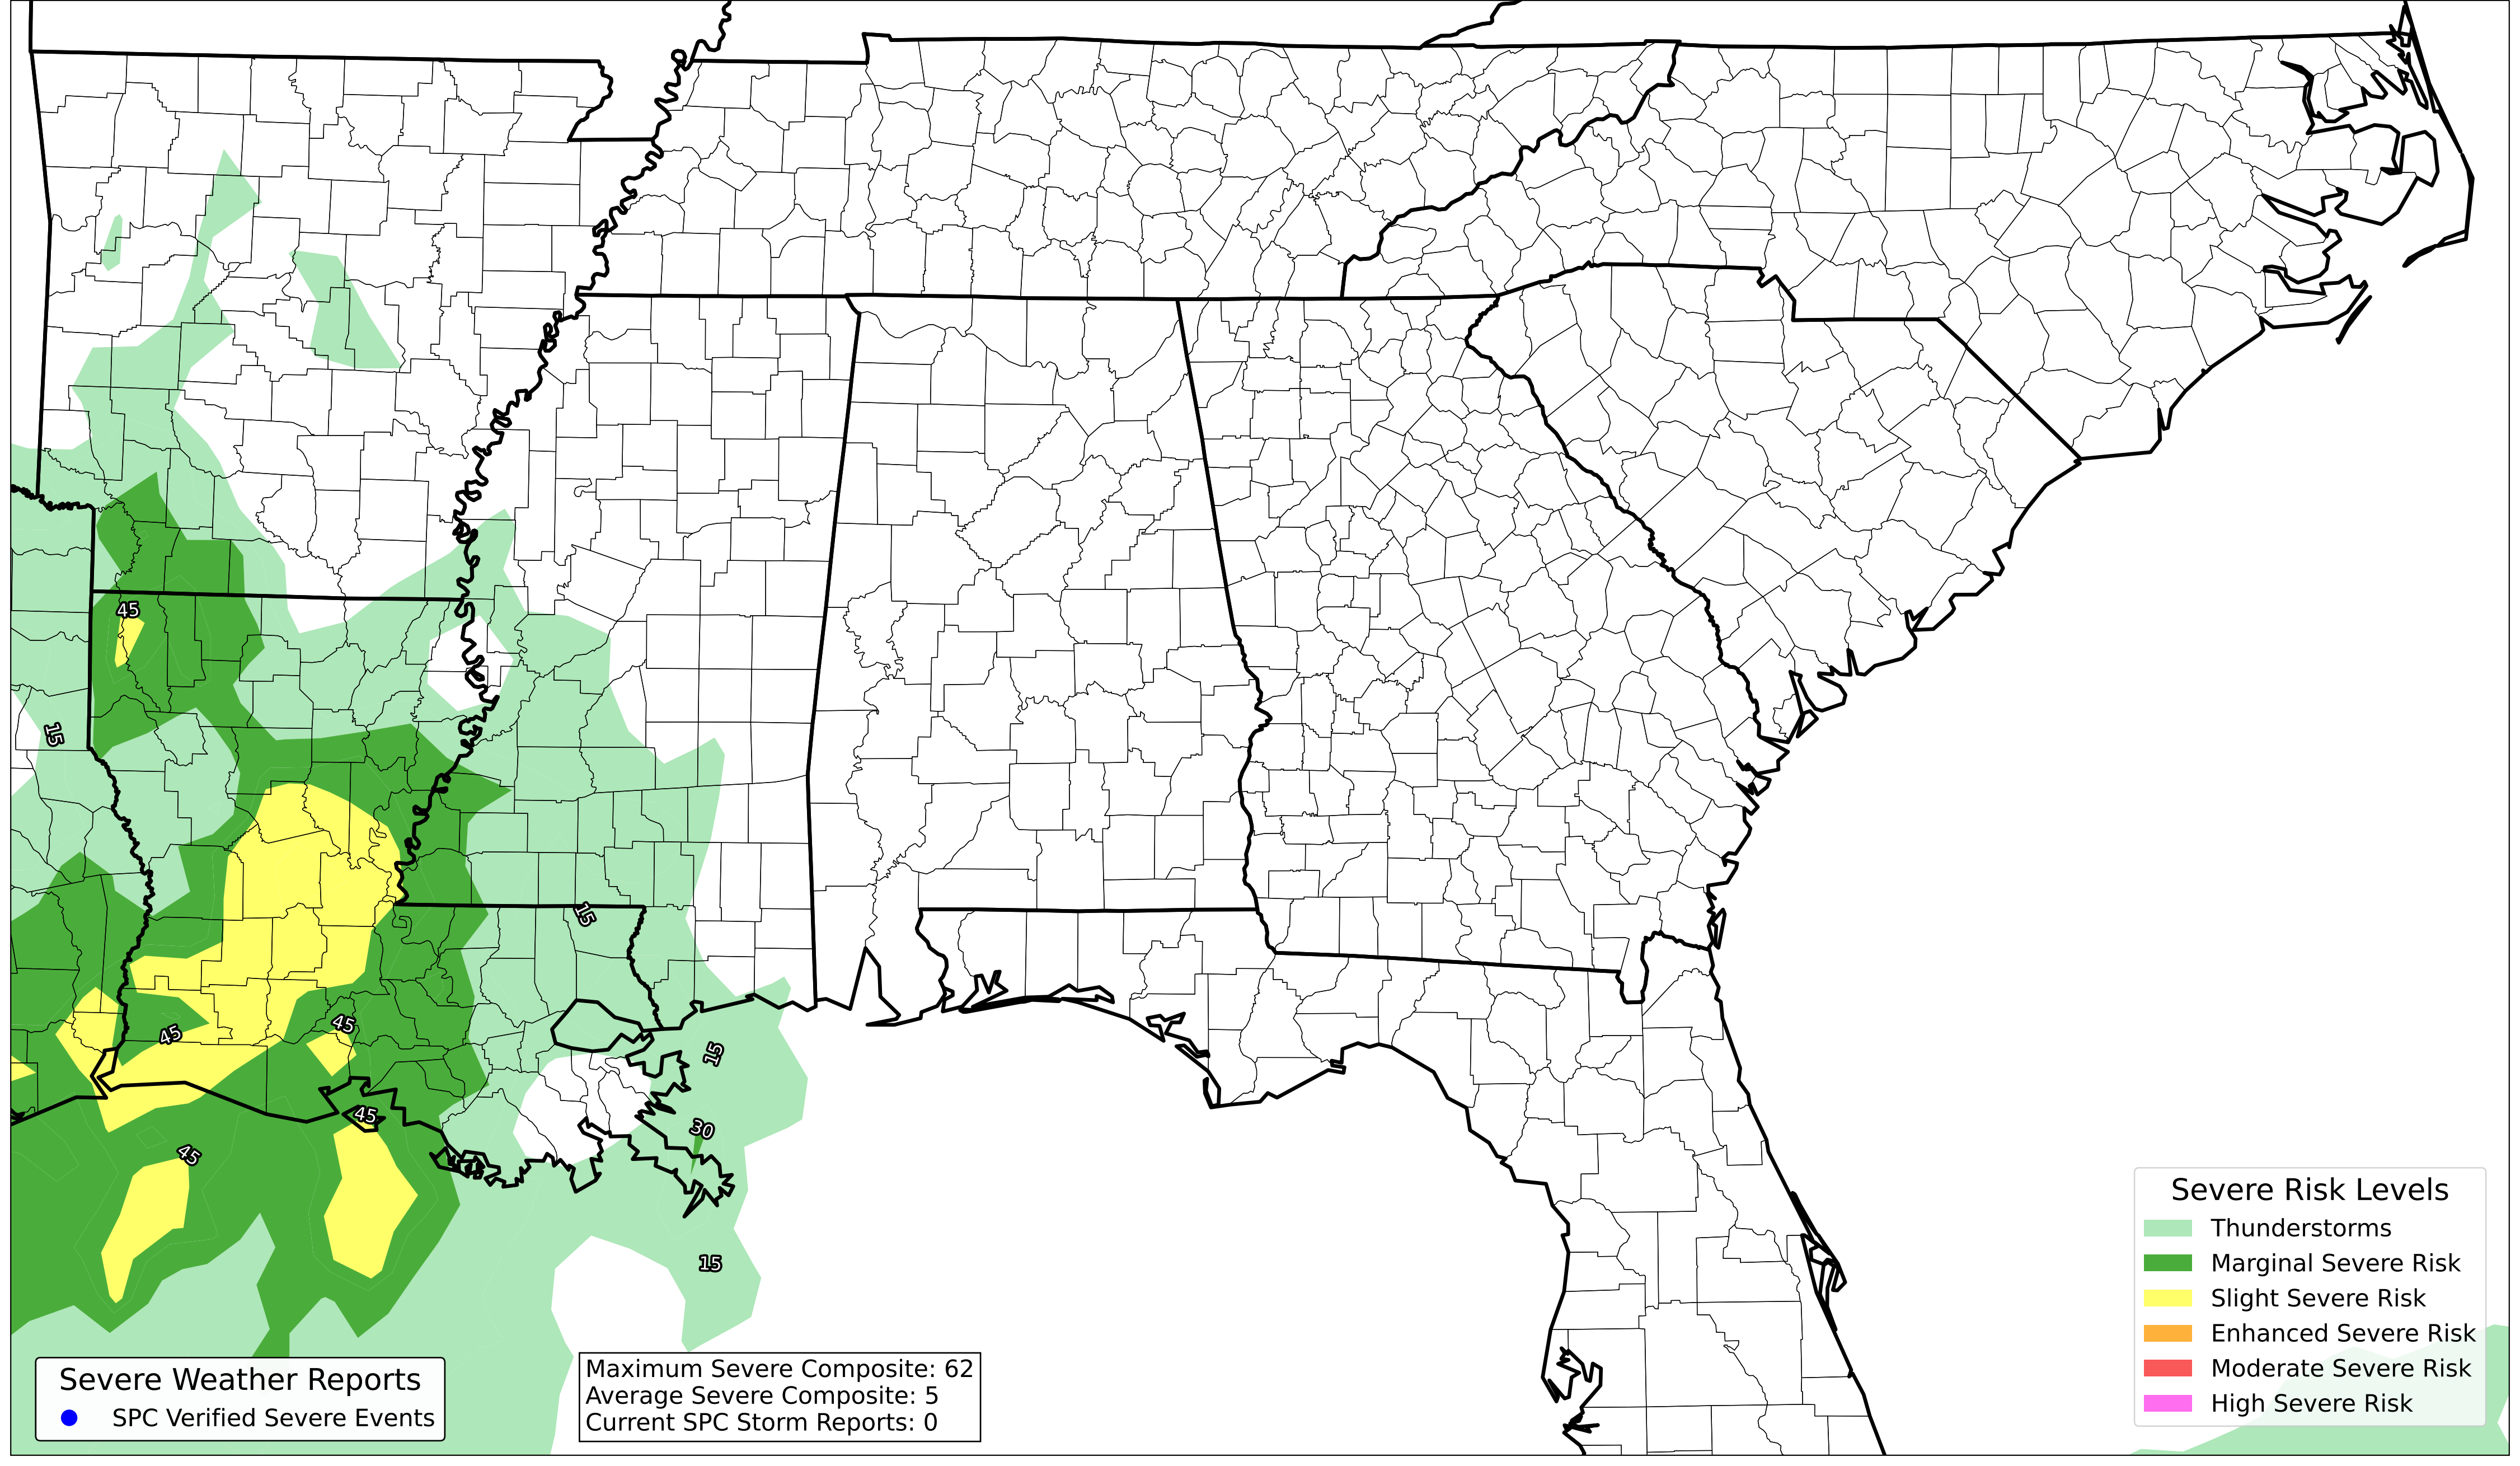 45
15
15
45
45
15
45
30
45
15
Severe Risk Levels
Thunderstorms
Marginal Severe Risk
Slight Severe Risk
Enhanced Severe Risk
Moderate Severe Risk
High Severe Risk
Severe Weather Reports
SPC Verified Severe Events
Maximum Severe Composite: 62
Average Severe Composite: 5
Current SPC Storm Reports: 0